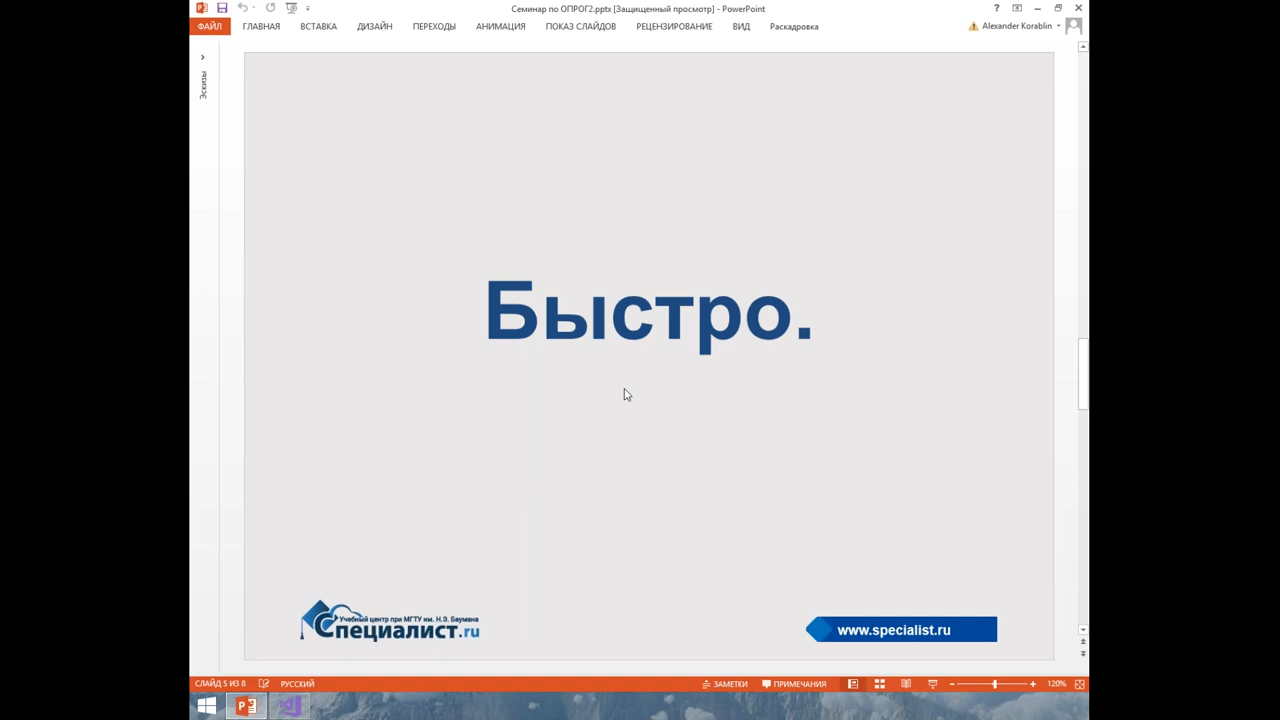 Семинар по ОПРОГ2.pptx [Защищенный просмотр] - PowerPoint
ФАЙЛ ГЛАВНАЯ ВСТАВКА ДИЗАЙН ПЕРЕХОДЫ АНИМАЦИЯ ПОКАЗ СЛАЙДОВ РЕЦЕНЗИРОВАНИЕ ВИД Раскадровка Alexander Korablin
Эскизы
Быстро.
Учебный центр при МГТУ им. Н.Э. Баумана
Специалист.ru
www.specialist.ru
СЛАЙД 5 ИЗ 8 РУССКИЙ ЗАМЕТКИ ПРИМЕЧАНИЯ 120%